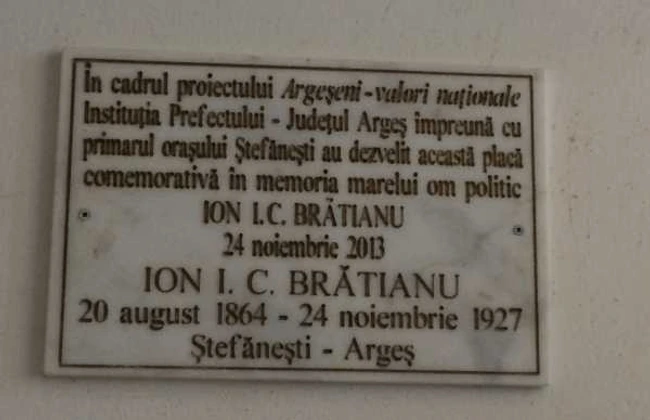 În cadrul proiectului Argeşeni-valori naţionale
Instituţia Prefectului - Judeţul Argeş împreună cu
primarul oraşului Ştefăneşti au dezvelit această placă
comemorativă în memoria marelui om politic
ION I.C. BRĂTIANU
24 noiembrie 2013
ION I. C. BRĂTIANU
20 august 1864 - 24 noiembrie 1927
Ştefăneşti - Argeş